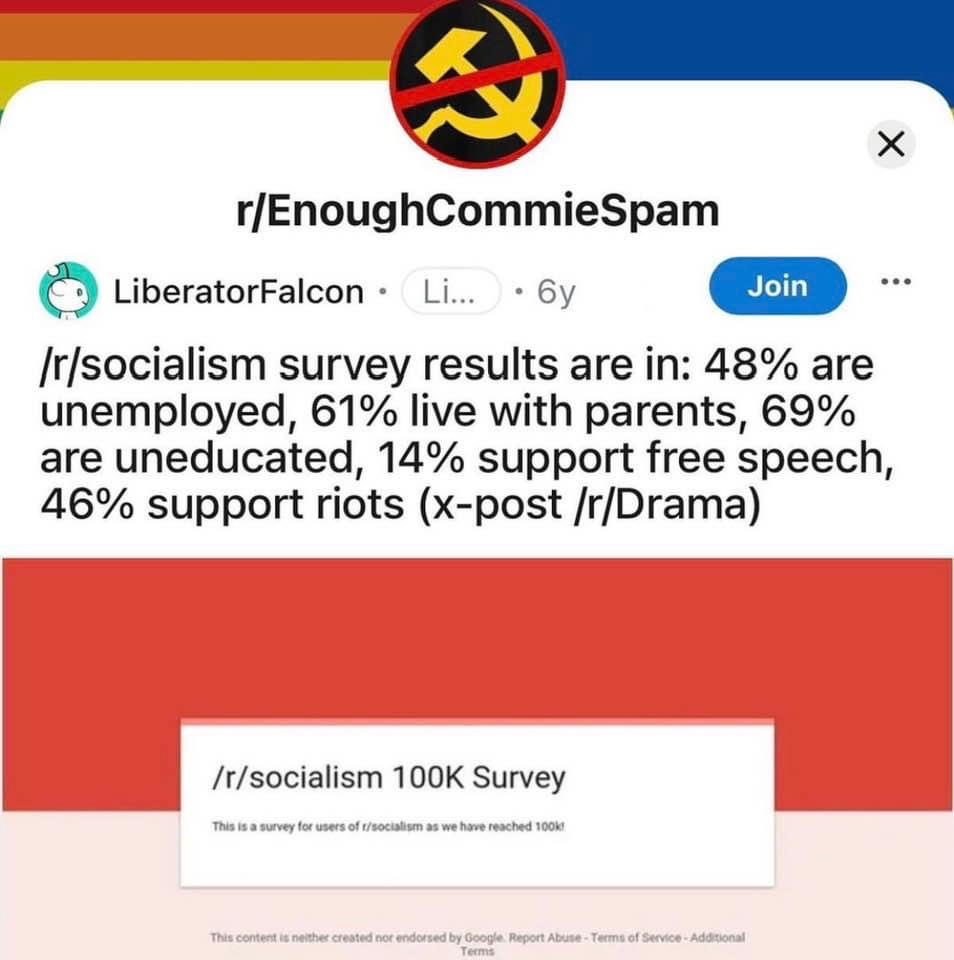 r/EnoughCommieSpam
LiberatorFalcon • Li... • 6y
Join
/r/socialism survey results are in: 48% are
unemployed, 61% live with parents, 69%
are uneducated, 14% support free speech,
46% support riots (x-post /r/Drama)
/r/socialism 100K Survey
This is a survey for users of r/socialism as we have reached 100k!
This content is neither created nor endorsed by Google. Report Abuse - Terms of Service - Additional
Terms